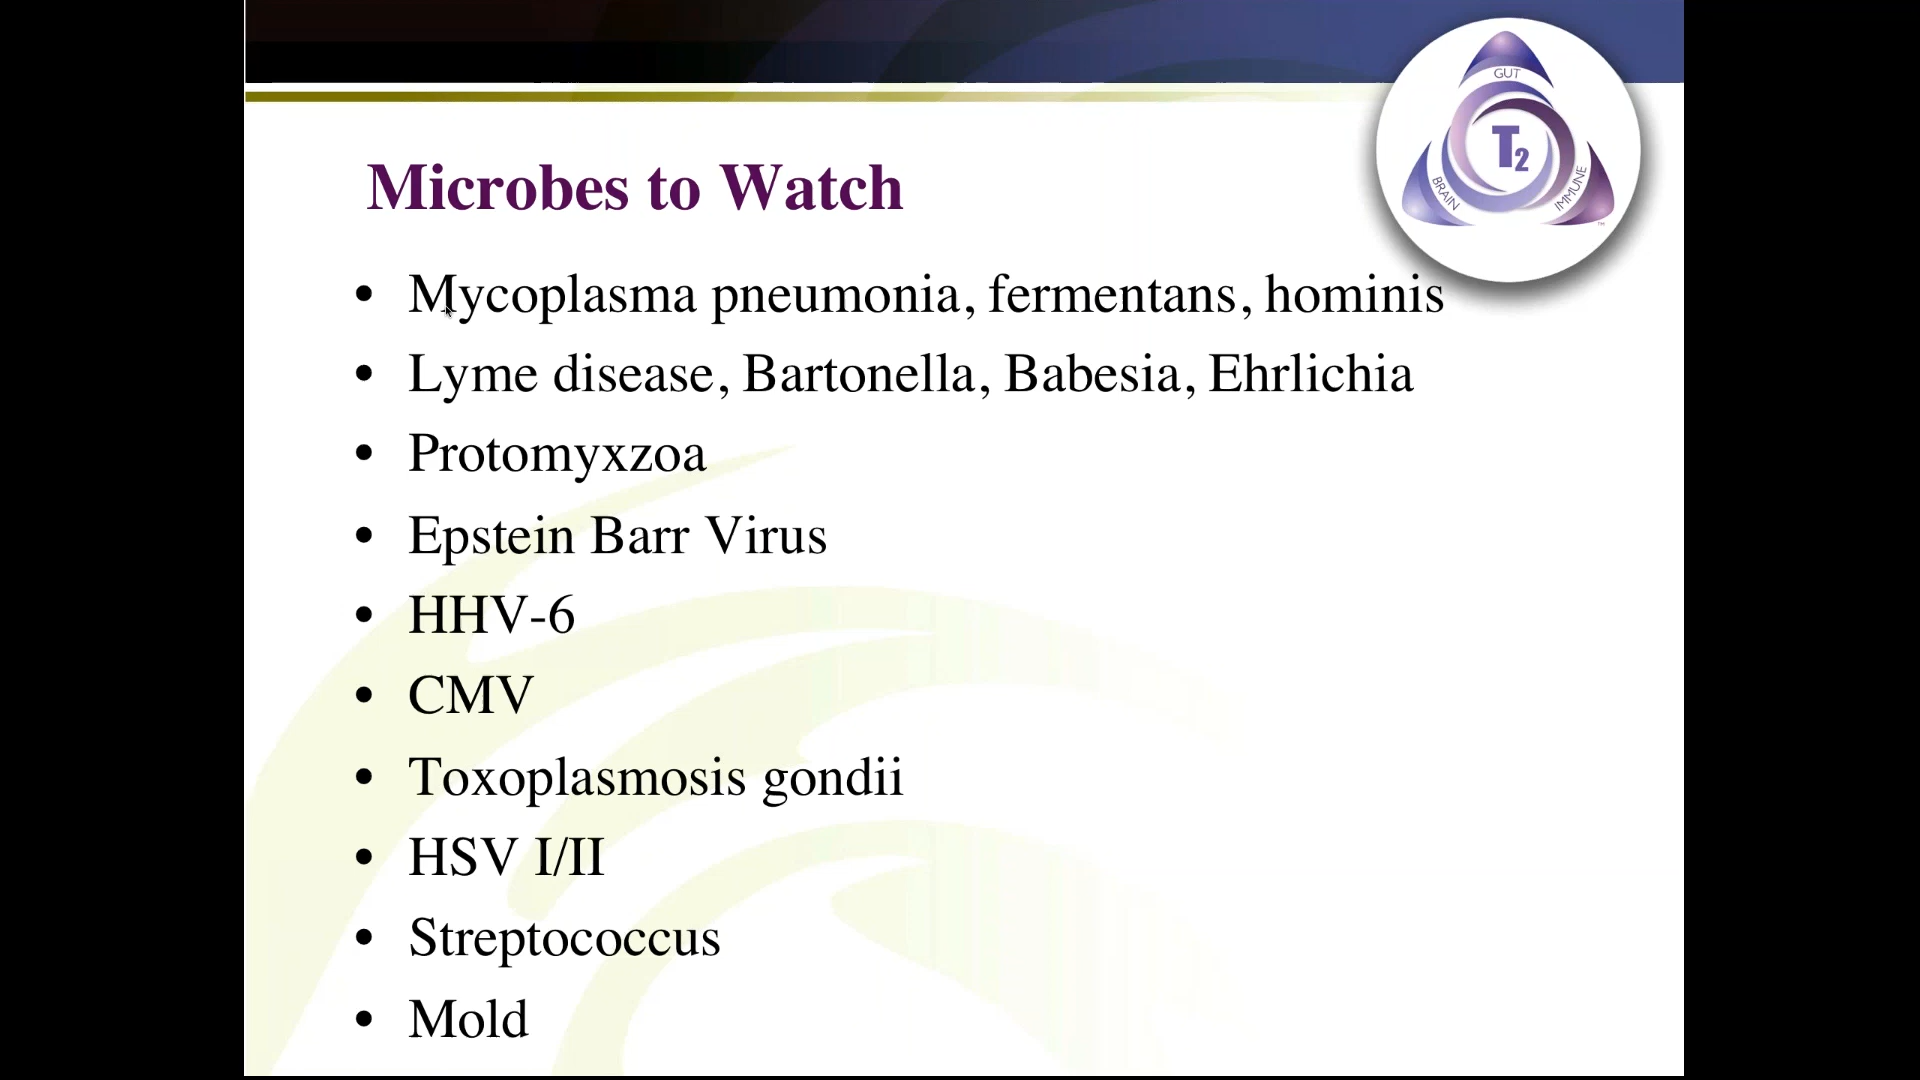 GUT
T2
BRAIN
IMMUNE
TM
Microbes to Watch
• Mycoplasma pneumonia, fermentans, hominis
• Lyme disease, Bartonella, Babesia, Ehrlichia
• Protomyxzoa
• Epstein Barr Virus
• HHV-6
• CMV
• Toxoplasmosis gondii
• HSV I/II
• Streptococcus
• Mold